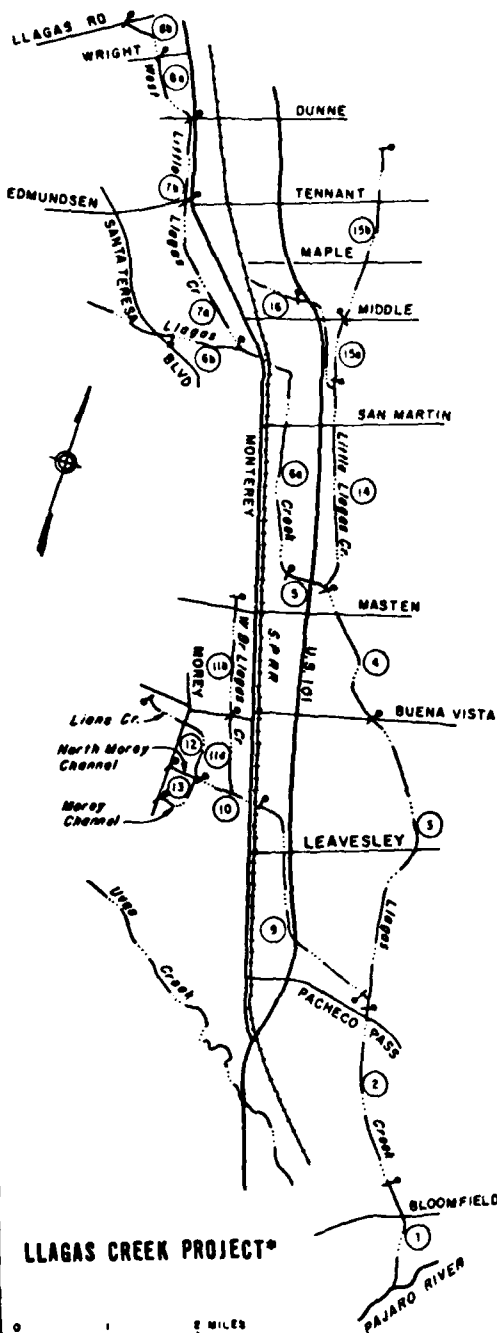 LLAGAS RD
8b
WRIGHT
8a
West
DUNNE
Little
7b
EDMUNDSEN
TENNANT
SANTA TERESA
BLVD
Llagas
Cr.
15b
MAPLE
16
MIDDLE
7a
Llagas
6b
15a
SAN MARTIN
MONTEREY
6a
Creek
Little Llagas Cr.
14
5
MASTEN
S.P.R.R.
U.S. 101
4
W Br Llagas Cr
11b
MOREY
BUENA VISTA
Lions Cr.
12
North Morey
Channel
11a
13
10
Morey
Channel
LEAVESLEY
3
Uvas
Creek
Llagas
9
PACHECO PASS
2
Creek
BLOOMFIELD
1
LLAGAS CREEK PROJECT*
PAJARO RIVER
0 1 2 MILES